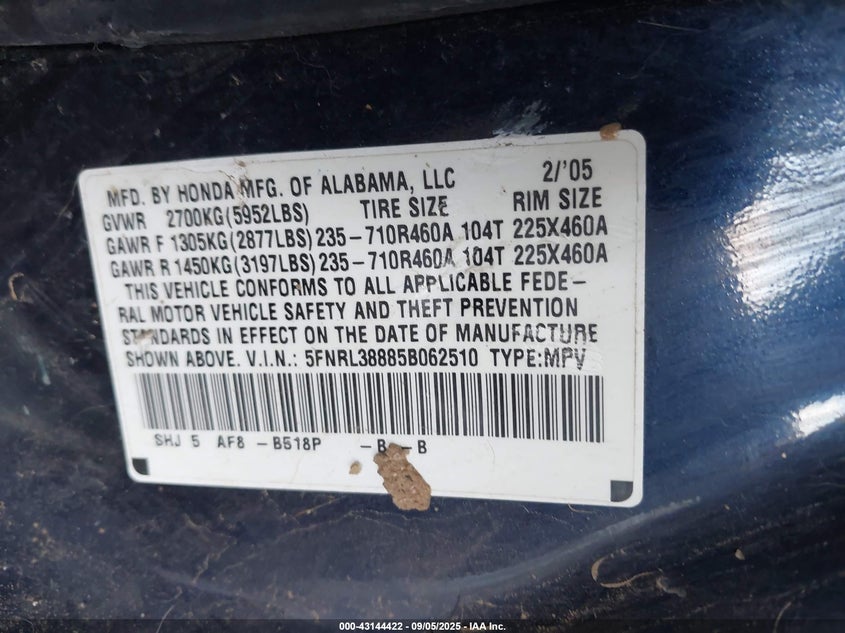 MFD. BY HONDA MFG. OF ALABAMA, LLC 2/'05
GVWR 2700KG(5952LBS) TIRE SIZE RIM SIZE
GAWR F 1305KG(2877LBS) 235-710R460A 104T 225X460A
GAWR R 1450KG(3197LBS) 235-710R460A 104T 225X460A
THIS VEHICLE CONFORMS TO ALL APPLICABLE FEDE-
RAL MOTOR VEHICLE SAFETY AND THEFT PREVENTION
STANDARDS IN EFFECT ON THE DATE OF MANUFACTURE
SHOWN ABOVE. V.I.N.: 5FNRL38885B062510 TYPE:MPV
SHJ 5 AF8 -B518P -B -B
000-43144422 - 09/05/2025 - IAA Inc.